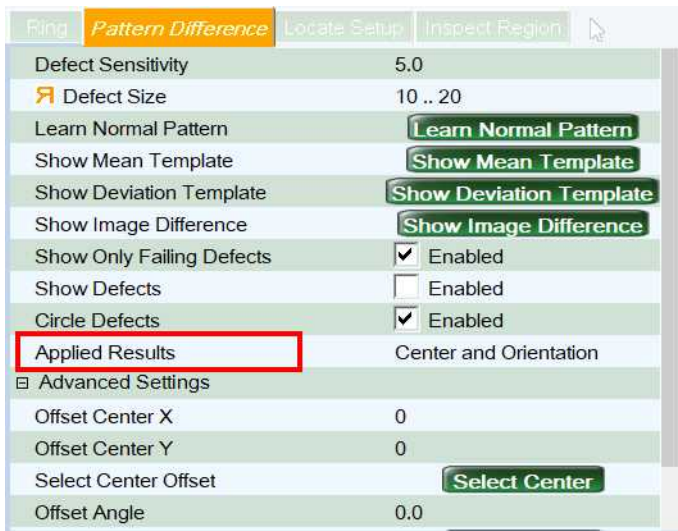 Ring Pattern Difference Locate Setup Inspect Region
Defect Sensitivity 5.0
Я Defect Size 10 .. 20
Learn Normal Pattern Learn Normal Pattern
Show Mean Template Show Mean Template
Show Deviation Template Show Deviation Template
Show Image Difference Show Image Difference
Show Only Failing Defects Enabled
Show Defects Enabled
Circle Defects Enabled
Applied Results Center and Orientation
Advanced Settings
Offset Center X 0
Offset Center Y 0
Select Center Offset Select Center
Offset Angle 0.0